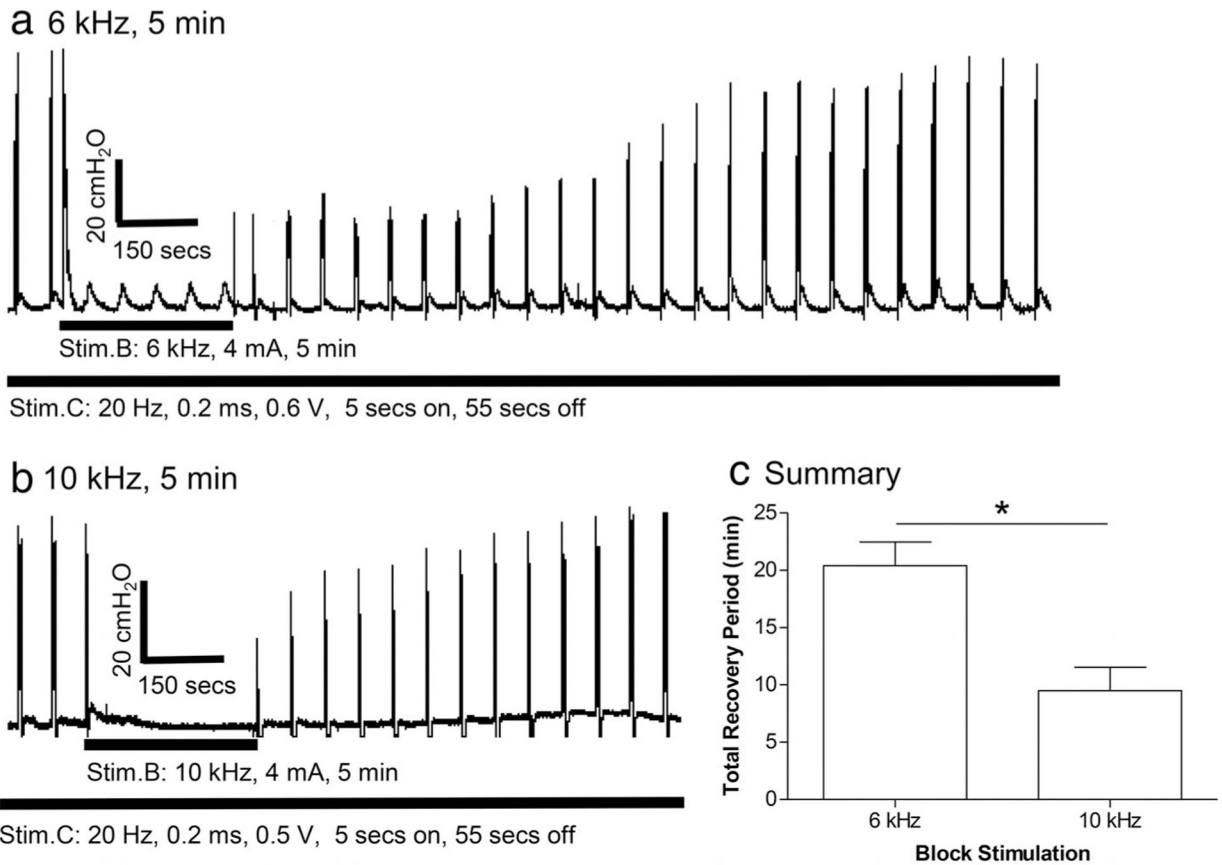 a 6 kHz, 5 min
20 cmH₂O
150 secs
Stim.B: 6 kHz, 4 mA, 5 min
Stim.C: 20 Hz, 0.2 ms, 0.6 V, 5 secs on, 55 secs off
b 10 kHz, 5 min
20 cmH₂O
150 secs
Stim.B: 10 kHz, 4 mA, 5 min
Stim.C: 20 Hz, 0.2 ms, 0.5 V, 5 secs on, 55 secs off
c Summary
*
Total Recovery Period (min)
25
20
15
10
5
0
6 kHz 10 kHz
Block Stimulation